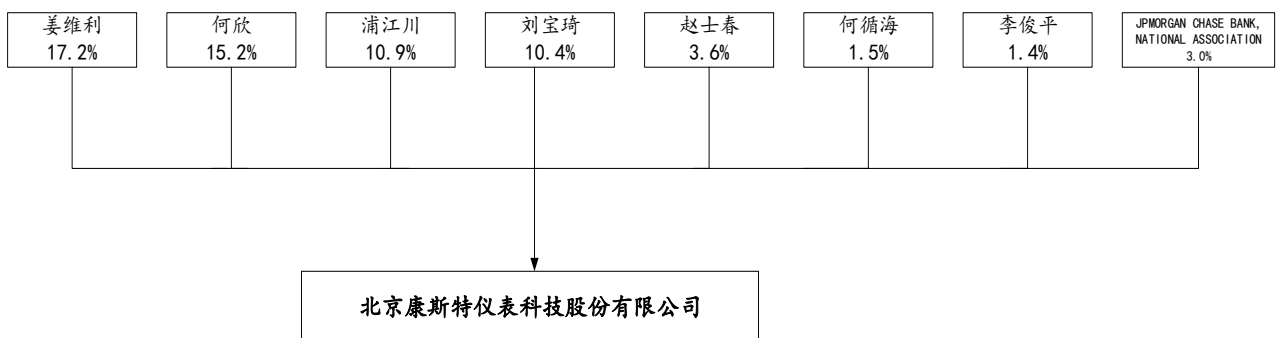 姜维利
17.2%
何欣
15.2%
浦江川
10.9%
刘宝琦
10.4%
赵士春
3.6%
何循海
1.5%
李俊平
1.4%
JPMORGAN CHASE BANK,
NATIONAL ASSOCIATION
3.0%
北京康斯特仪表科技股份有限公司